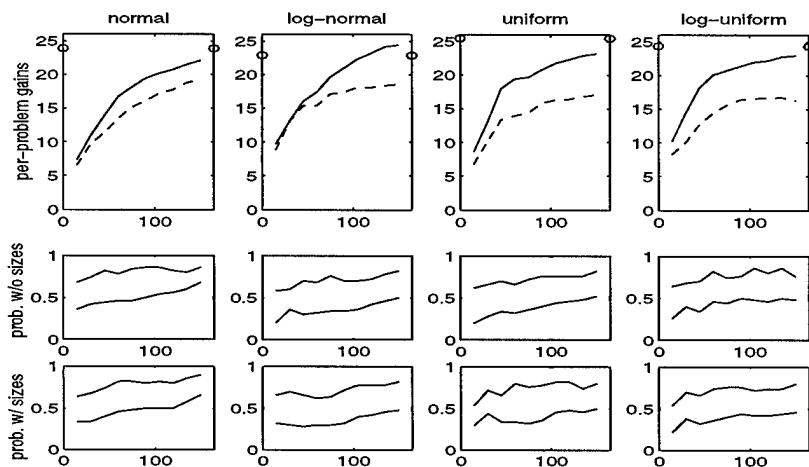 normal log-normal uniform log-uniform
per-problem gains
25 25 25 25
20 20 20 20
15 15 15 15
10 10 10 10
5 5 5 5
0 0 0 0
0 100 0 100 0 100 0 100
prob. w/o sizes
1 1 1 1
0.5 0.5 0.5 0.5
0 0 0 0
0 100 0 100 0 100 0 100
prob. w/ sizes
1 1 1 1
0.5 0.5 0.5 0.5
0 0 0 0
0 100 0 100 0 100 0 100